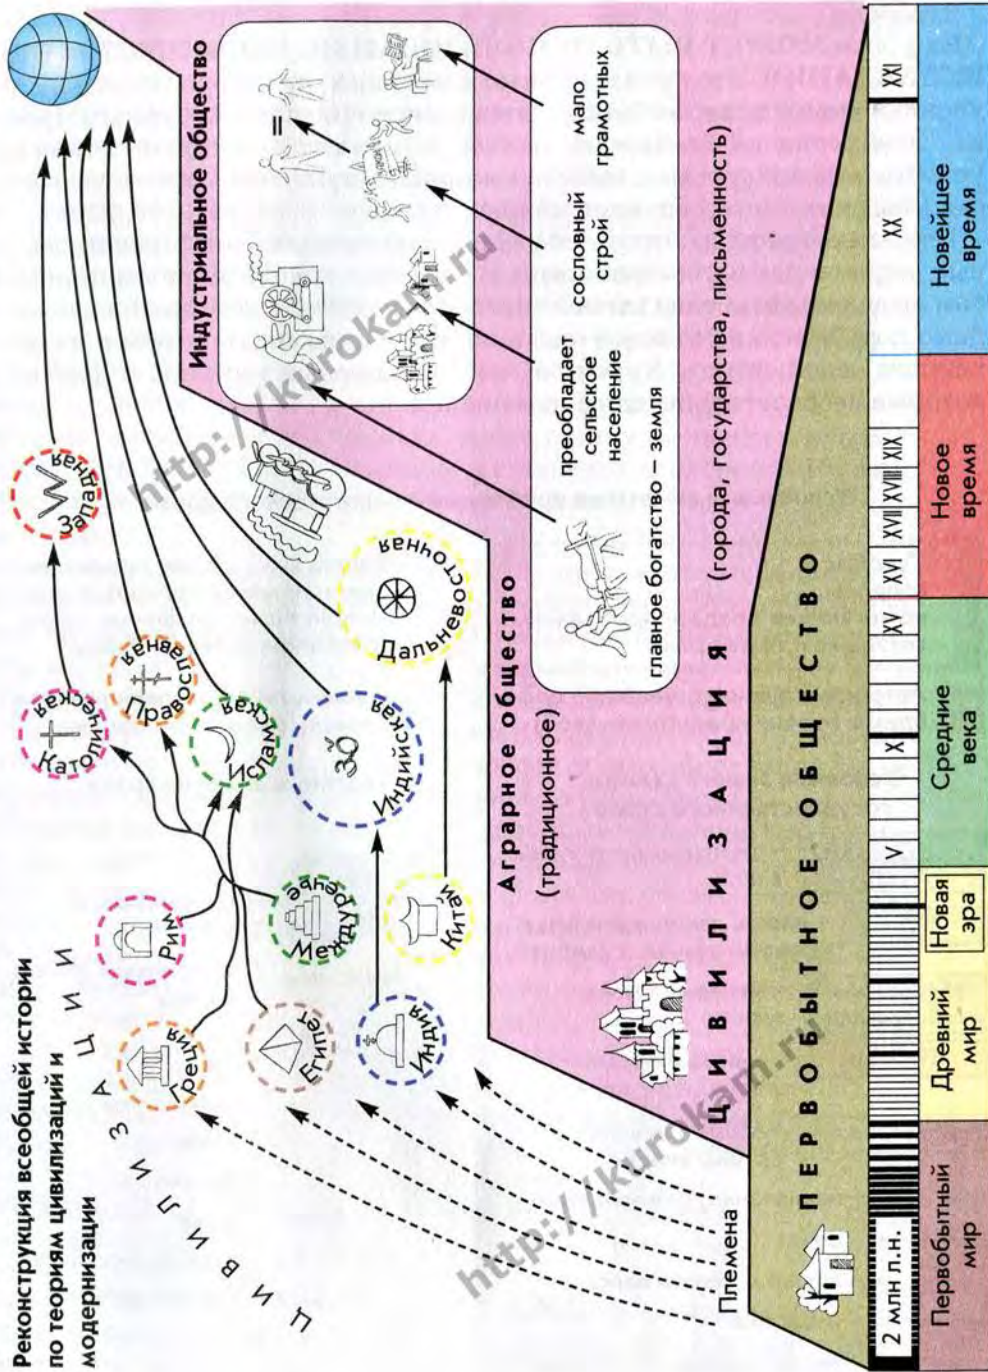 Реконструкция всеобщей истории
по теориям цивилизаций и
модернизации
ЦИВИЛИЗАЦИИ
Греция
Рим
Египет
Междуречье
Индия
Китай
Католическая
Православная
Исламская
Индийская
Дальневосточная
Западная
Племена
Индустриальное общество
Аграрное общество
(традиционное)
преобладает
сельское
население
сословный
строй
мало
грамотных
главное богатство – земля
ЦИВИЛИЗАЦИЯ (города, государства, письменность)
ПЕРВОБЫТНОЕ ОБЩЕСТВО
2 млн л.н.
V
X
XV
XVI
XVII
XVIII
XIX
XX
XXI
Первобытный
мир
Древний
мир
Новая
эра
Средние
века
Новое
время
Новейшее
время
http://kurokam.ru
http://kurokam.ru